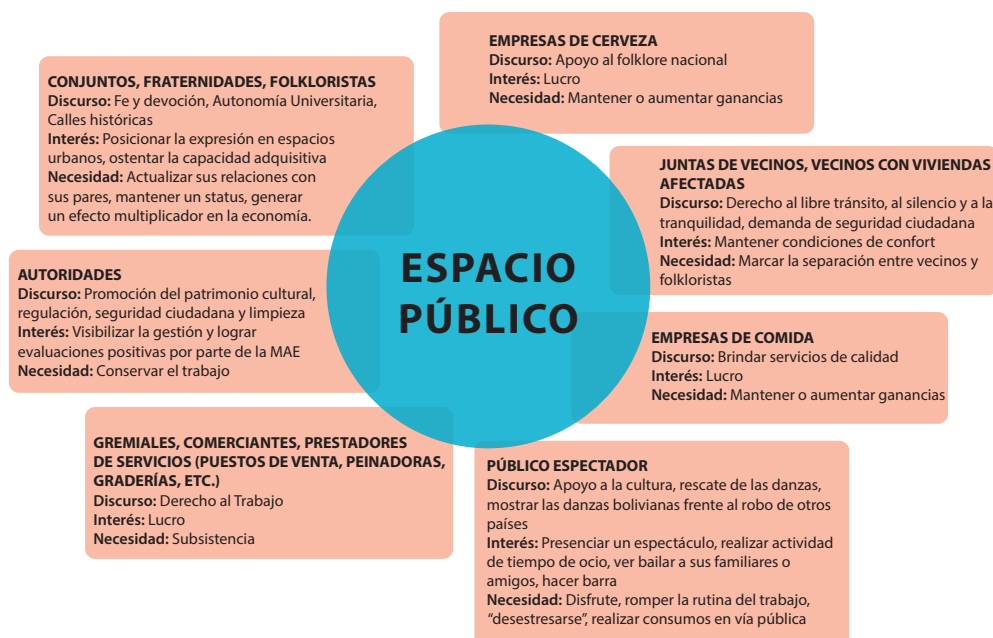 EMPRESAS DE CERVEZA
Discurso: Apoyo al folklore nacional
Interés: Lucro
Necesidad: Mantener o aumentar ganancias
CONJUNTOS, FRATERNIDADES, FOLKLORISTAS
Discurso: Fe y devoción, Autonomía Universitaria,
Calles históricas
Interés: Posicionar la expresión en espacios
urbanos, ostentar la capacidad adquisitiva
Necesidad: Actualizar sus relaciones con
sus pares, mantener un status, generar
un efecto multiplicador en la economía.
JUNTAS DE VECINOS, VECINOS CON VIVIENDAS
AFECTADAS
Discurso: Derecho al libre tránsito, al silencio y a la
tranquilidad, demanda de seguridad ciudadana
Interés: Mantener condiciones de confort
Necesidad: Marcar la separación entre vecinos y
folkloristas
ESPACIO
PÚBLICO
AUTORIDADES
Discurso: Promoción del patrimonio cultural,
regulación, seguridad ciudadana y limpieza
Interés: Visibilizar la gestión y lograr
evaluaciones positivas por parte de la MAE
Necesidad: Conservar el trabajo
EMPRESAS DE COMIDA
Discurso: Brindar servicios de calidad
Interés: Lucro
Necesidad: Mantener o aumentar ganancias
GREMIALES, COMERCIANTES, PRESTADORES
DE SERVICIOS (PUESTOS DE VENTA, PEINADORAS,
GRADERÍAS, ETC.)
Discurso: Derecho al Trabajo
Interés: Lucro
Necesidad: Subsistencia
PÚBLICO ESPECTADOR
Discurso: Apoyo a la cultura, rescate de las danzas,
mostrar las danzas bolivianas frente al robo de otros
países
Interés: Presenciar un espectáculo, realizar actividad
de tiempo de ocio, ver bailar a sus familiares o
amigos, hacer barra
Necesidad: Disfrute, romper la rutina del trabajo,
“desestresarse”, realizar consumos en vía pública